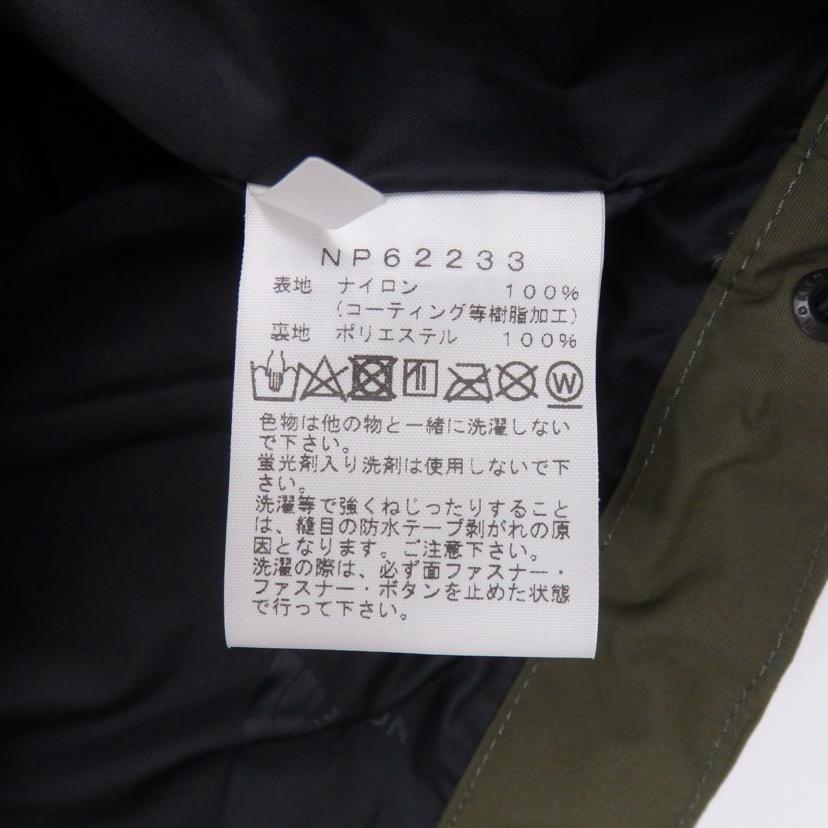 NP62233
表地 ナイロン 100%
(コーティング等樹脂加工)
裏地 ポリエステル 100%
W
色物は他の物と一緒に洗濯しない
で下さい。
蛍光剤入り洗剤は使用しないで下
さい。
洗濯等で強くねじったりすること
は、縫目の防水テープ剥がれの原
因となります。ご注意下さい。
洗濯の際は、必ず面ファスナー・
ファスナー・ボタンを止めた状態
で行って下さい。